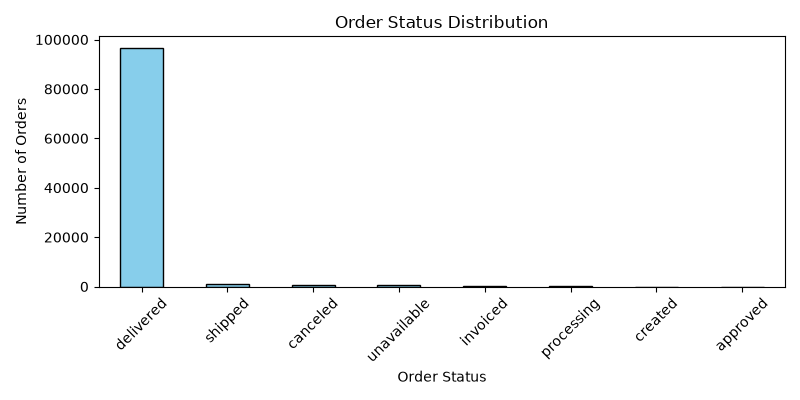 Order Status Distribution
Number of Orders
100000
80000
60000
40000
20000
0
delivered
shipped
canceled
unavailable
invoiced
processing
created
approved
Order Status